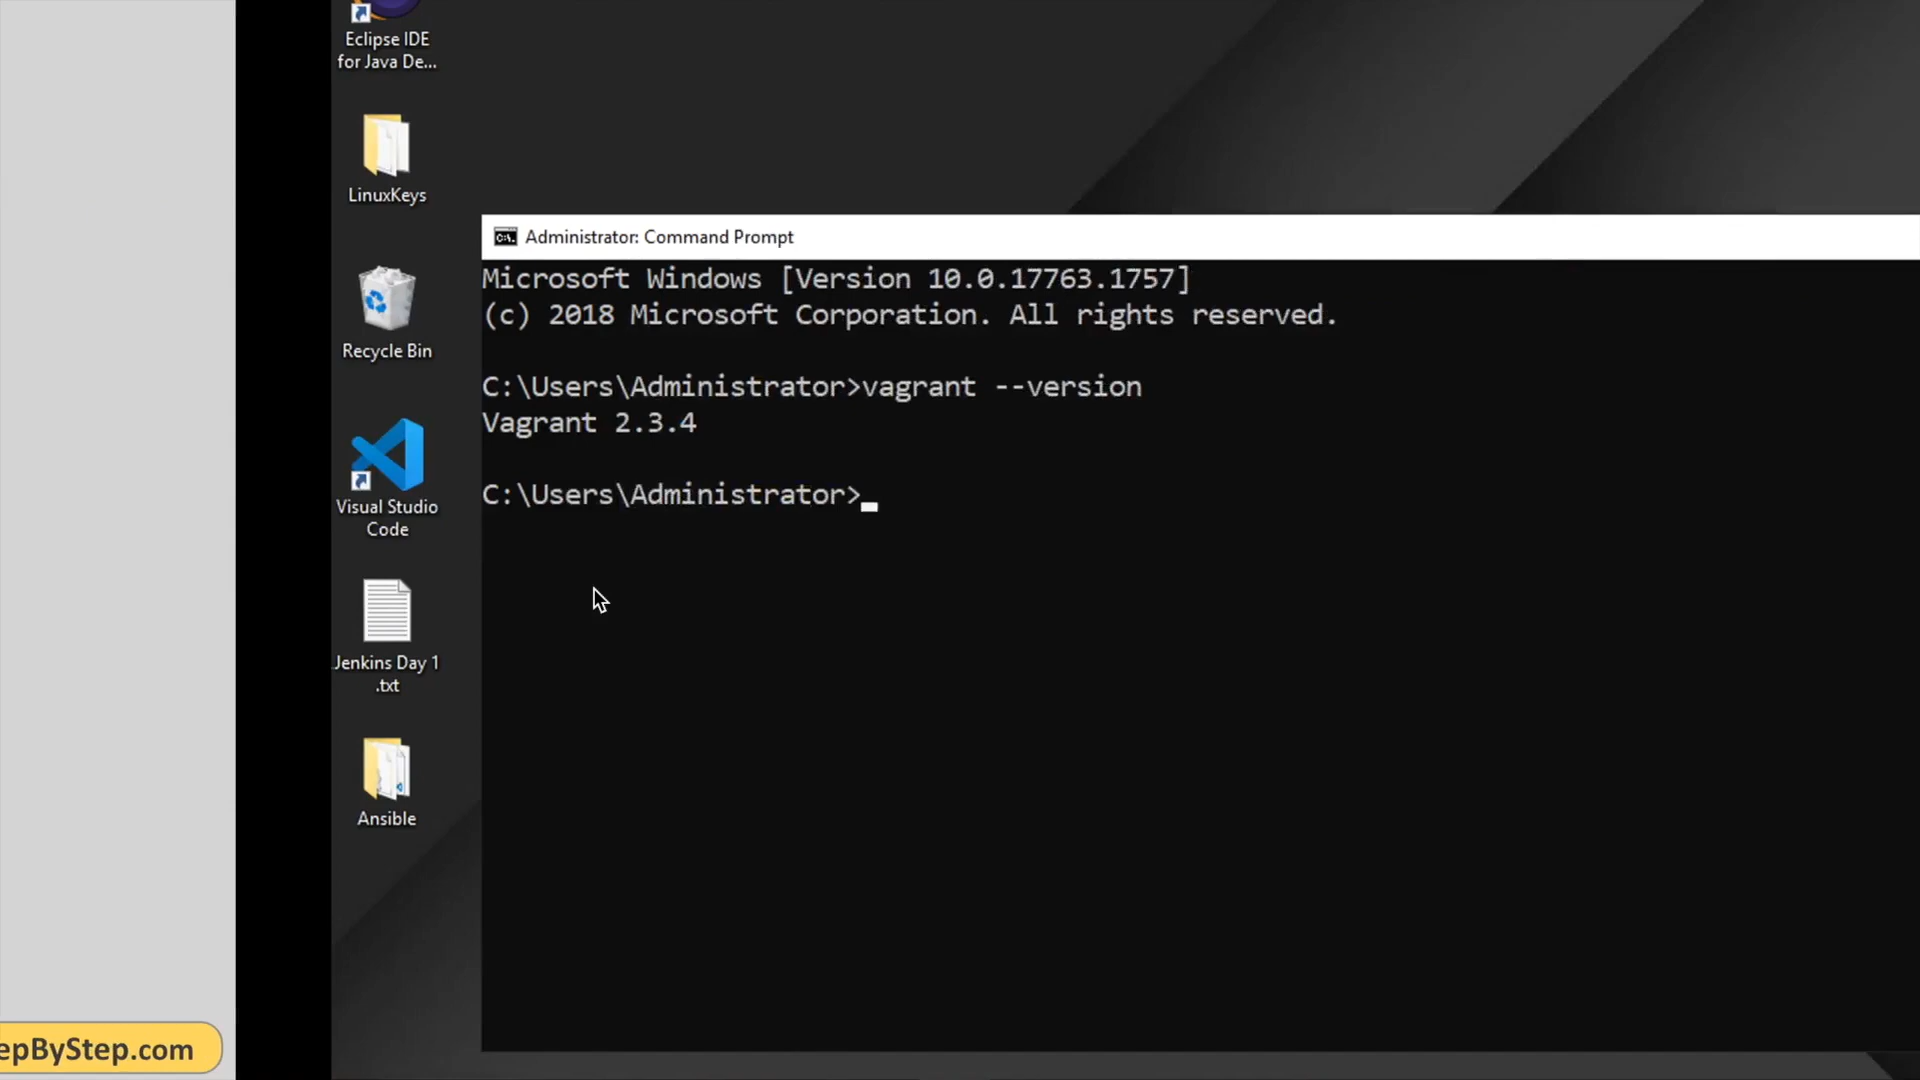 Eclipse IDE
for Java De...
LinuxKeys
Recycle Bin
Visual Studio
Code
Jenkins Day 1
.txt
Ansible
Administrator: Command Prompt
Microsoft Windows [Version 10.0.17763.1757]
(c) 2018 Microsoft Corporation. All rights reserved.
C:\Users\Administrator>vagrant --version
Vagrant 2.3.4
C:\Users\Administrator>
epByStep.com